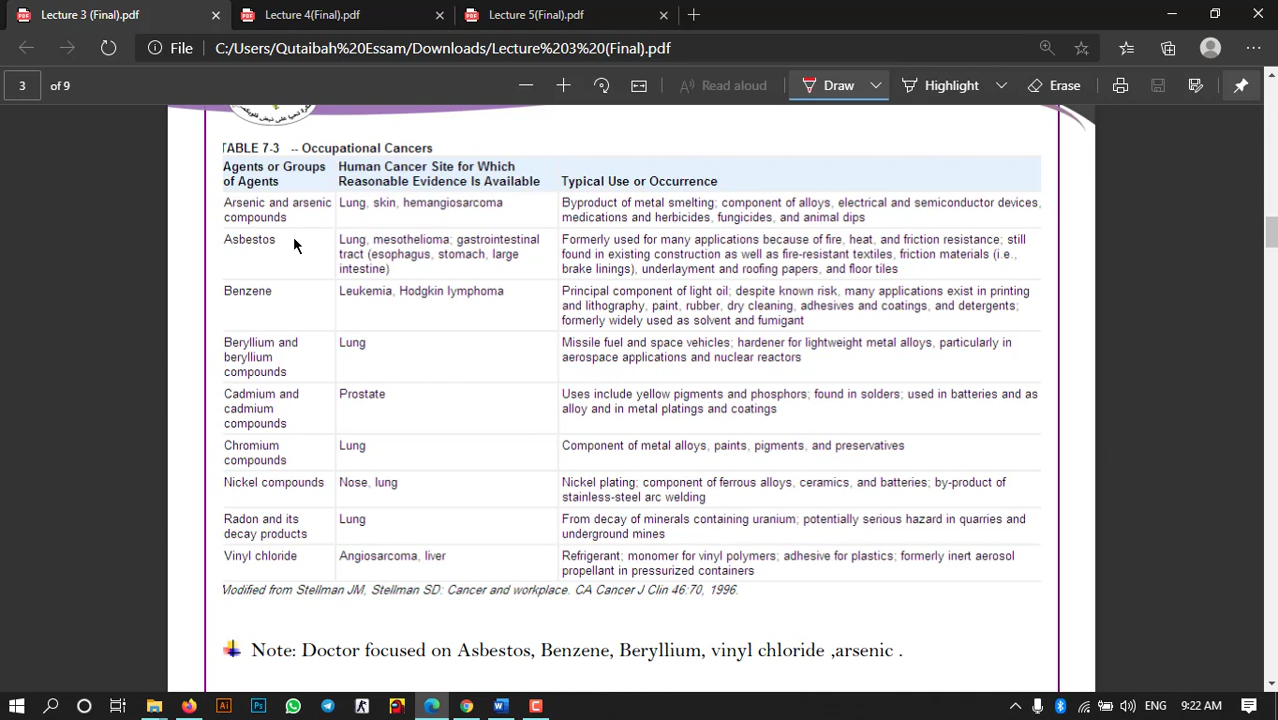 Lecture 3 (Final).pdf
Lecture 4(Final).pdf
Lecture 5(Final).pdf
File
C:/Users/Qutaibah%20Essam/Downloads/Lecture%203%20(Final).pdf
3 of 9
Read aloud
Draw
Highlight
Erase
TABLE 7-3 -- Occupational Cancers
Agents or Groups of Agents
Human Cancer Site for Which Reasonable Evidence Is Available
Typical Use or Occurrence
Arsenic and arsenic compounds
Lung, skin, hemangiosarcoma
Byproduct of metal smelting; component of alloys, electrical and semiconductor devices,
medications and herbicides, fungicides, and animal dips
Asbestos
Lung, mesothelioma; gastrointestinal
tract (esophagus, stomach, large
intestine)
Formerly used for many applications because of fire, heat, and friction resistance; still
found in existing construction as well as fire-resistant textiles, friction materials (i.e.,
brake linings), underlayment and roofing papers, and floor tiles
Benzene
Leukemia, Hodgkin lymphoma
Principal component of light oil; despite known risk, many applications exist in printing
and lithography, paint, rubber, dry cleaning, adhesives and coatings, and detergents;
formerly widely used as solvent and fumigant
Beryllium and
beryllium
compounds
Lung
Missile fuel and space vehicles; hardener for lightweight metal alloys, particularly in
aerospace applications and nuclear reactors
Cadmium and
cadmium
compounds
Prostate
Uses include yellow pigments and phosphors; found in solders; used in batteries and as
alloy and in metal platings and coatings
Chromium
compounds
Lung
Component of metal alloys, paints, pigments, and preservatives
Nickel compounds
Nose, lung
Nickel plating; component of ferrous alloys, ceramics, and batteries; by-product of
stainless-steel arc welding
Radon and its
decay products
Lung
From decay of minerals containing uranium; potentially serious hazard in quarries and
underground mines
Vinyl chloride
Angiosarcoma, liver
Refrigerant; monomer for vinyl polymers; adhesive for plastics; formerly inert aerosol
propellant in pressurized containers
Modified from Stellman JM, Stellman SD: Cancer and workplace. CA Cancer J Clin 46:70, 1996.
Note: Doctor focused on Asbestos, Benzene, Beryllium, vinyl chloride ,arsenic .
Ai
Ps
ENG
9:22 AM